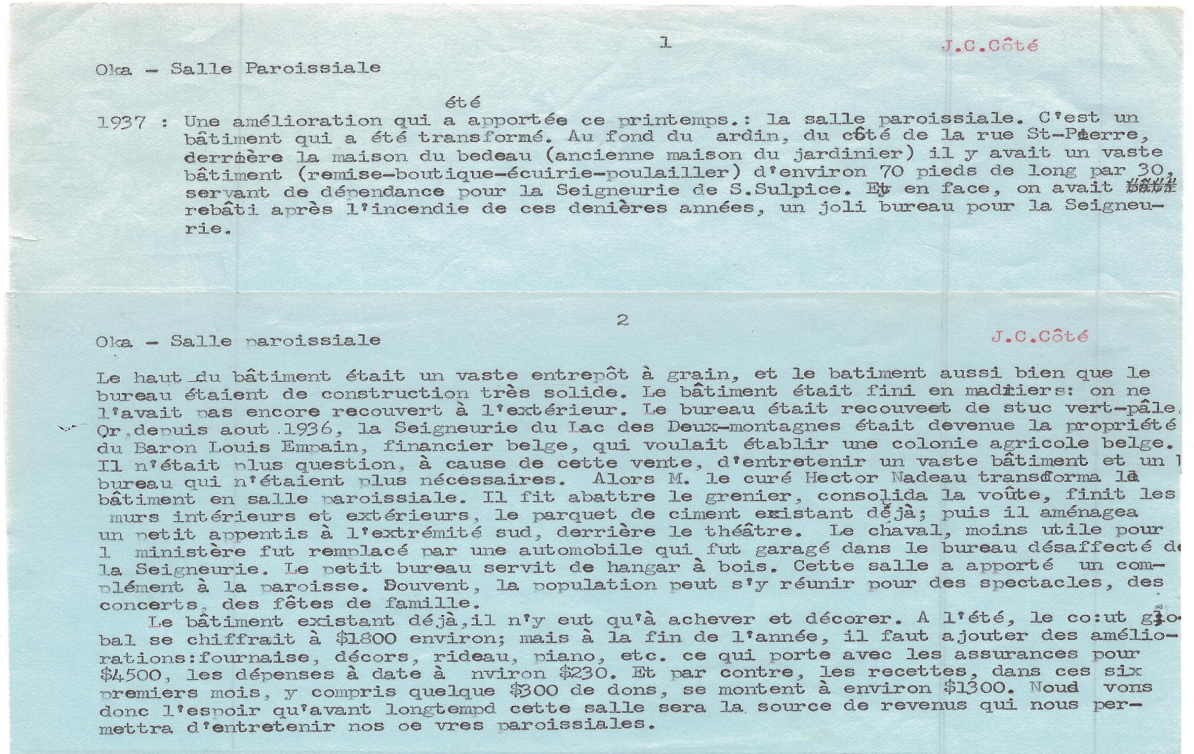 1
J.C.Côté
Oka - Salle Paroissiale
été
1937 : Une amélioration qui a apportée ce printemps.: la salle paroissiale. C'est un
bâtiment qui a été transformé. Au fond du ardin, du côté de la rue St-Pierre,
derrière la maison du bedeau (ancienne maison du jardinier) il y avait un vaste
bâtiment (remise-boutique-écuirie-poulailler) d'environ 70 pieds de long par 30,
servant de dépendance pour la Seigneurie de S.Sulpice. Et en face, on avait bâti
rebâti après l'incendie de ces denières années, un joli bureau pour la Seigneu-
rie.
2
Oka - Salle paroissiale
J.C.Côté
Le haut du bâtiment était un vaste entrepôt à grain, et le batiment aussi bien que le
bureau étaient de construction très solide. Le bâtiment était fini en madriers: on ne
l'avait pas encore recouvert à l'extérieur. Le bureau était recouveet de stuc vert-pâle.
Or,depuis aout 1936, la Seigneurie du Lac des Deux-montagnes était devenue la propriété
du Baron Louis Empain, financier belge, qui voulait établir une colonie agricole belge.
Il n'était plus question, à cause de cette vente, d'entretenir un vaste bâtiment et un
bureau qui n'étaient plus nécessaires. Alors M. le curé Hector Nadeau transforma le
bâtiment en salle paroissiale. Il fit abattre le grenier, consolida la voûte, finit les
murs intérieurs et extérieurs, le parquet de ciment existant déjà; puis il aménagea
un petit appentis à l'extrémité sud, derrière le théâtre. Le chaval, moins utile pour
l ministère fut remplacé par une automobile qui fut garagé dans le bureau désaffecté de
la Seigneurie. Le petit bureau servit de hangar à bois. Cette salle a apporté un com-
plément à la paroisse. Douvent, la population peut s'y réunir pour des spectacles, des
concerts, des fêtes de famille.
Le bâtiment existant déjà,il n'y eut qu'à achever et décorer. A l'été, le co:ut glo-
bal se chiffrait à $1800 environ; mais à la fin de l'année, il faut ajouter des amélio-
rations:fournaise, décors, rideau, piano, etc. ce qui porte avec les assurances pour
$4500, les dépenses à date à nviron $230. Et par contre, les recettes, dans ces six
premiers mois, y compris quelque $300 de dons, se montent à environ $1300. Noud vons
donc l'espoir qu'avant longtempd cette salle sera la source de revenus qui nous per-
mettra d'entretenir nos oe vres paroissiales.